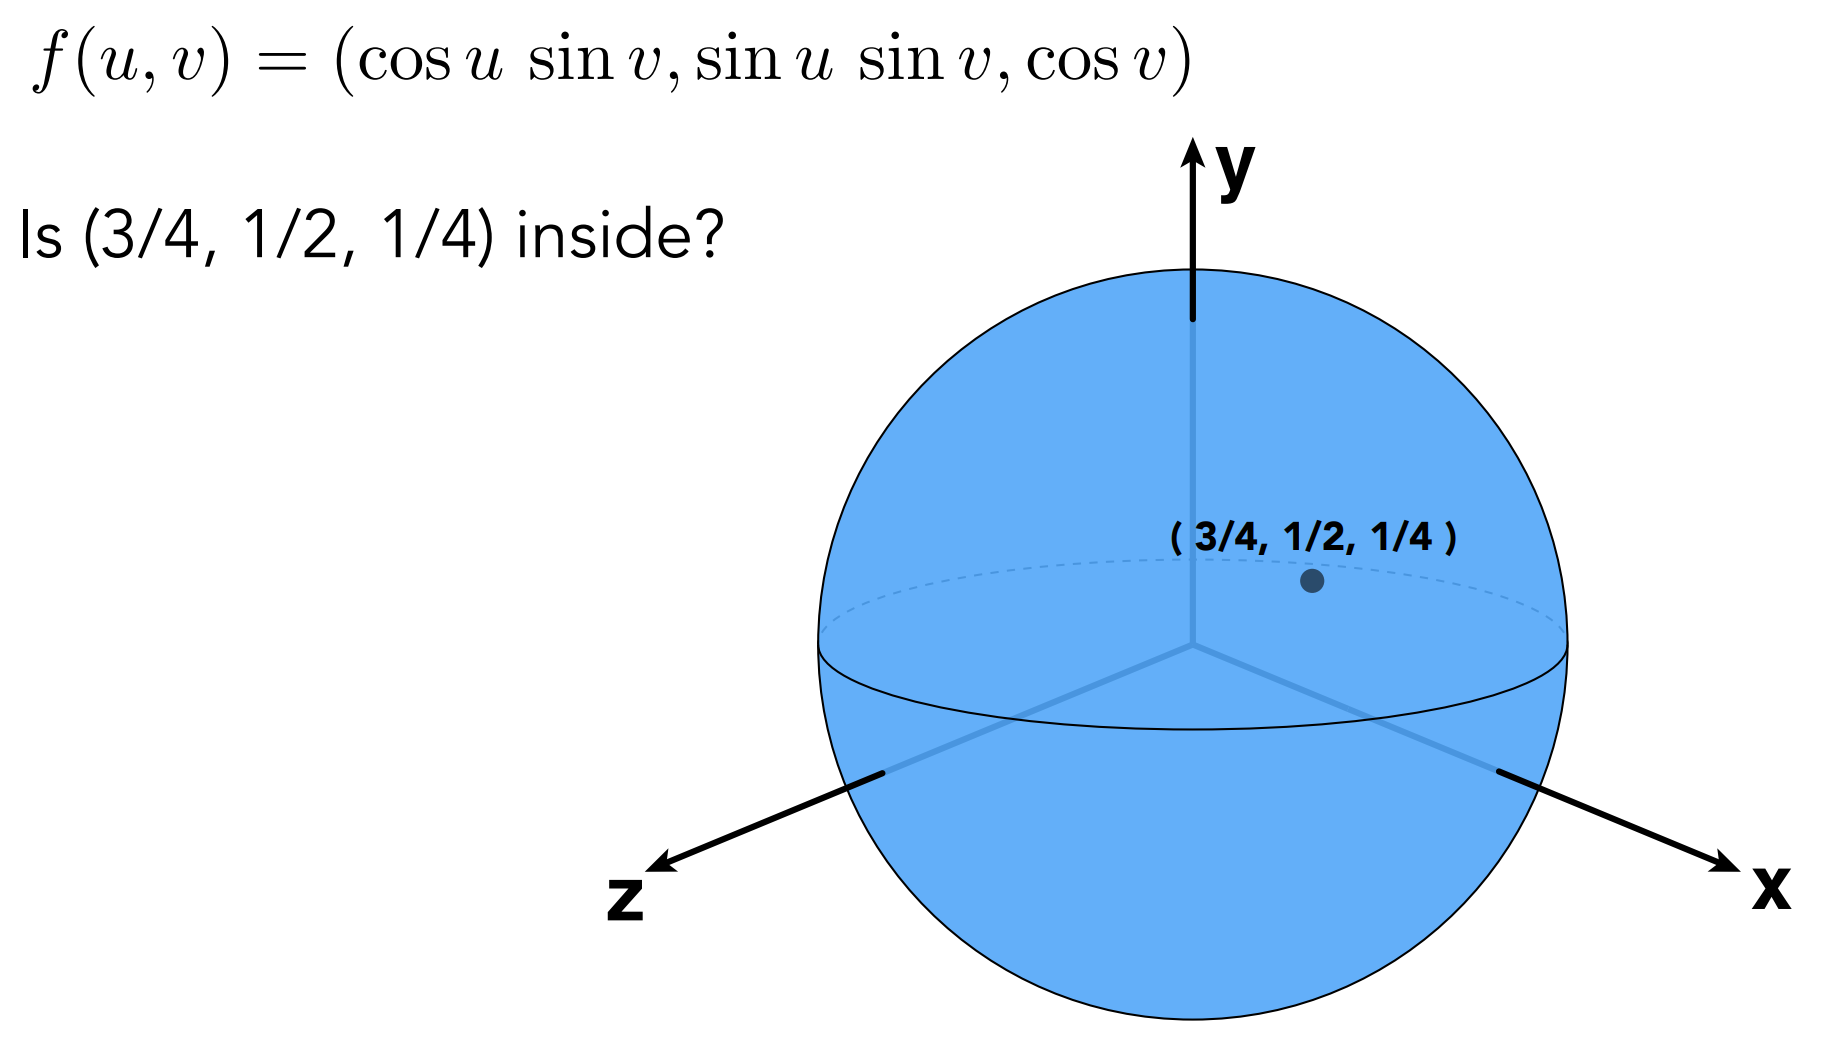 f(u, v) = (cos u sin v, sin u sin v, cos v)
Is (3/4, 1/2, 1/4) inside?
y
( 3/4, 1/2, 1/4 )
z
x